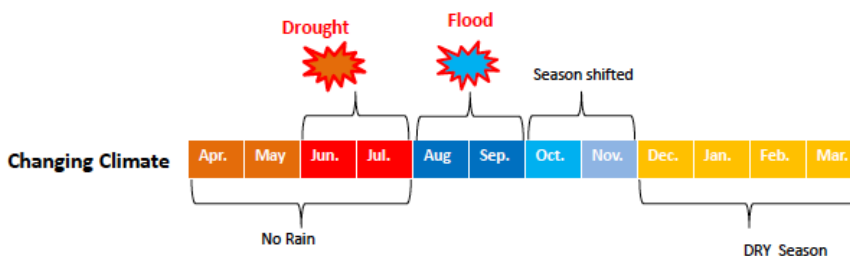 Drought
Flood
Season shifted
Changing Climate
Apr. May Jun. Jul. Aug Sep. Oct. Nov. Dec. Jan. Feb. Mar.
No Rain
DRY Season